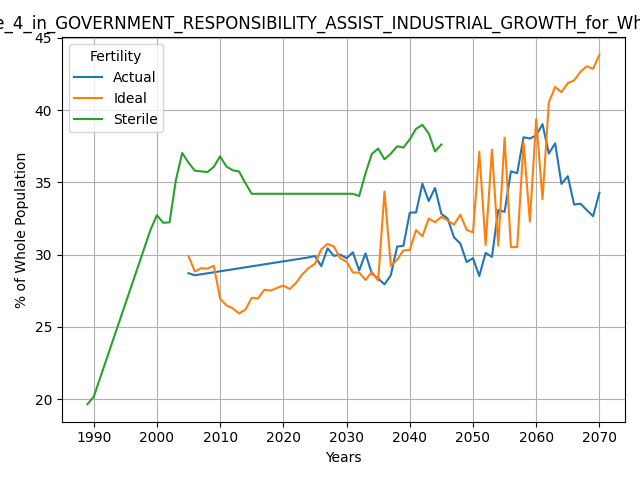 e_4_in_GOVERNMENT_RESPONSIBILITY_ASSIST_INDUSTRIAL_GROWTH_for_Wh
Fertility
Actual
Ideal
Sterile
45
40
35
30
25
20
% of Whole Population
1990 2000 2010 2020 2030 2040 2050 2060 2070
Years